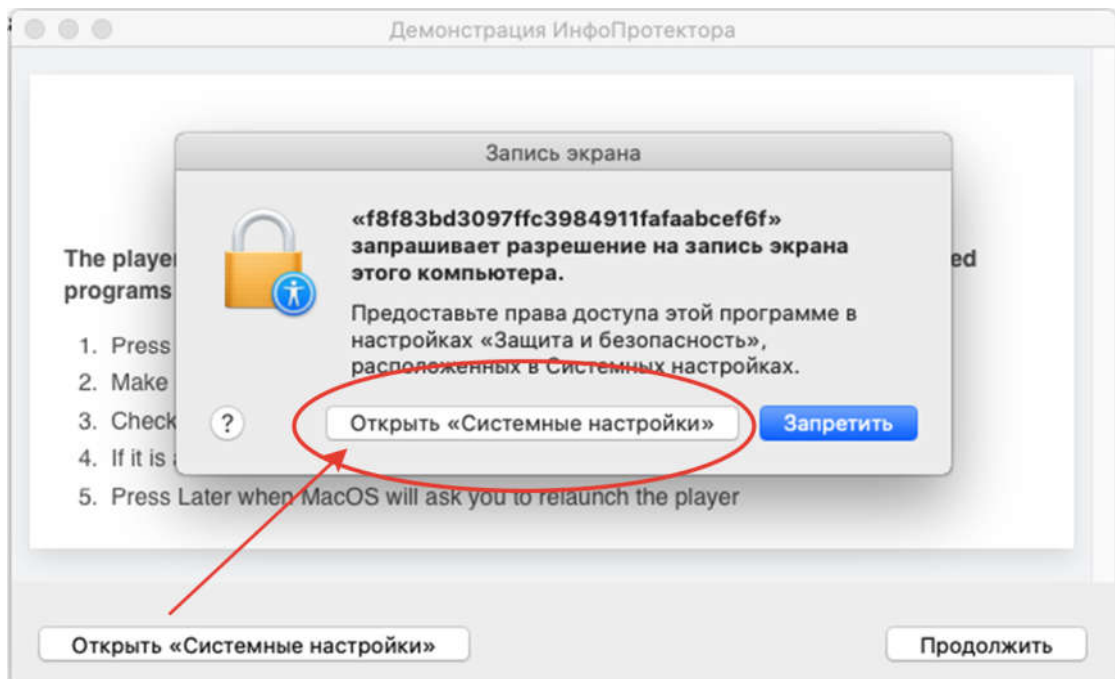 Демонстрация ИнфоПротектора
Запись экрана
«f8f83bd3097ffc3984911fafaabcef6f»
запрашивает разрешение на запись экрана
этого компьютера.
Предоставьте права доступа этой программе в
настройках «Защита и безопасность»,
расположенных в Системных настройках.
?
Открыть «Системные настройки»
Запретить
The player
ed
programs
1. Press
2. Make
3. Check
4. If it is
5. Press Later when MacOS will ask you to relaunch the player
Открыть «Системные настройки»
Продолжить